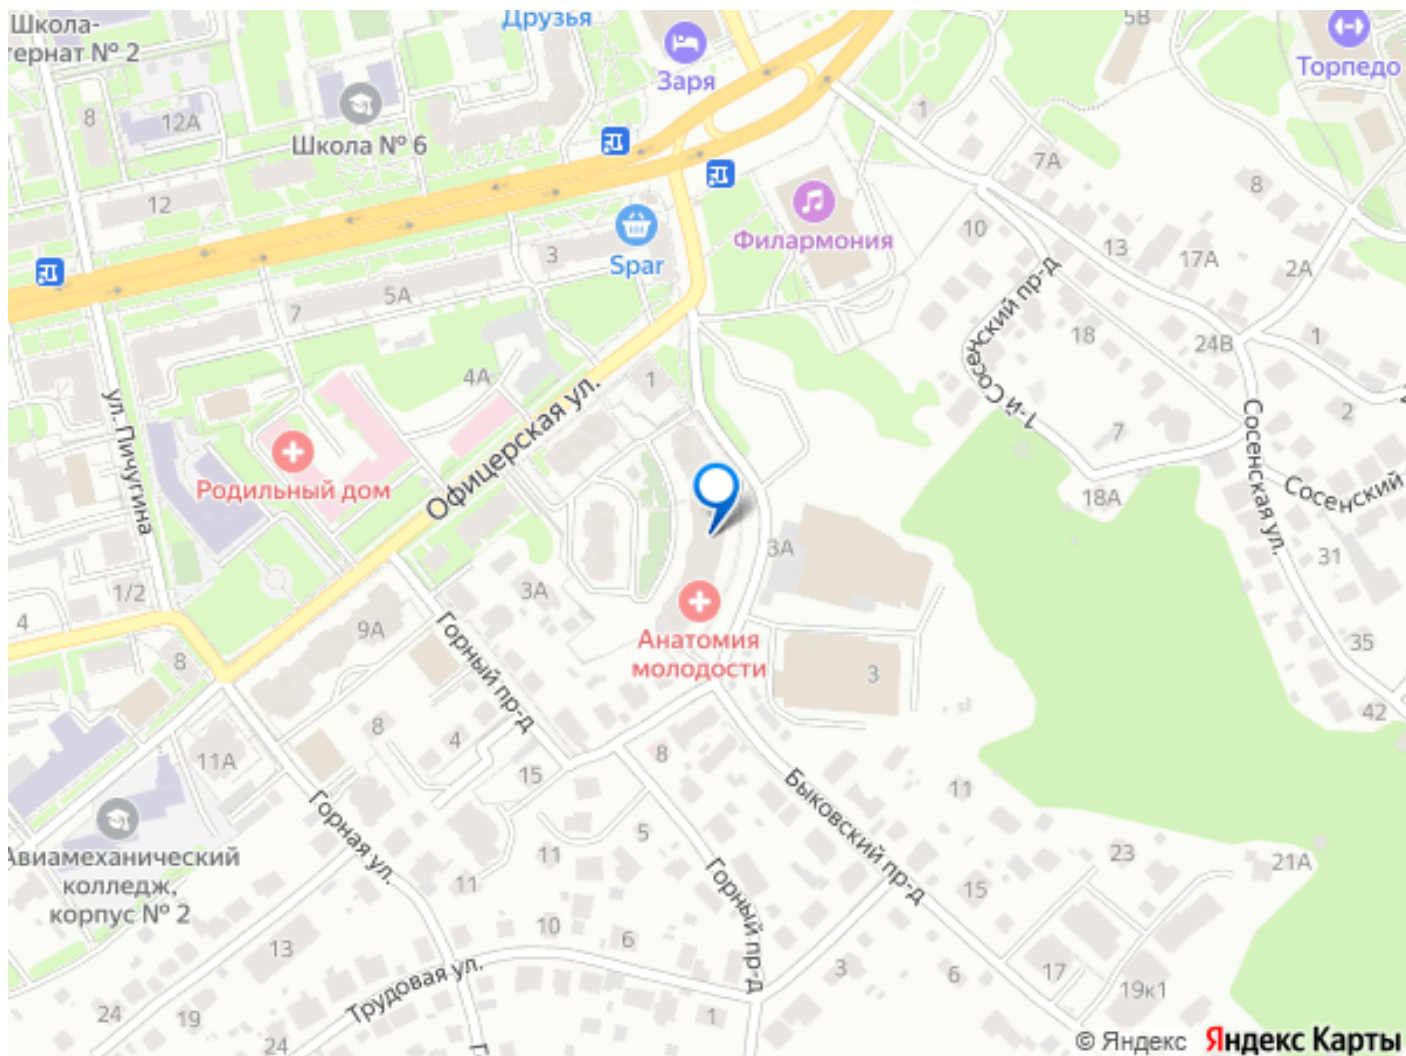 Школа-
тернат № 2
Друзья
Заря
5В
Торпедо
8
12А
Школа № 6
1
7А
8
12
Филармония
10
13
17А
2А
3
Spar
5А
7
1-й Сосенский пр-д
18
24В
1
4А
1
ул. Пичугина
Офицерская ул.
2
7
Сосенская ул.
Родильный дом
18А
Сосенский
3А
31
1/2
3А
4
9А
Горный пр-д
Анатомия
молодости
35
8
3
42
8
4
11А
15
8
Быковский пр-д
11
Горная ул.
Авиамеханический
колледж,
корпус № 2
5
11
23
21А
11
Горный пр-д
15
13
10
6
Трудовая ул.
3
6
17
19к1
24
19
1
24
© Яндекс Яндекс Карты